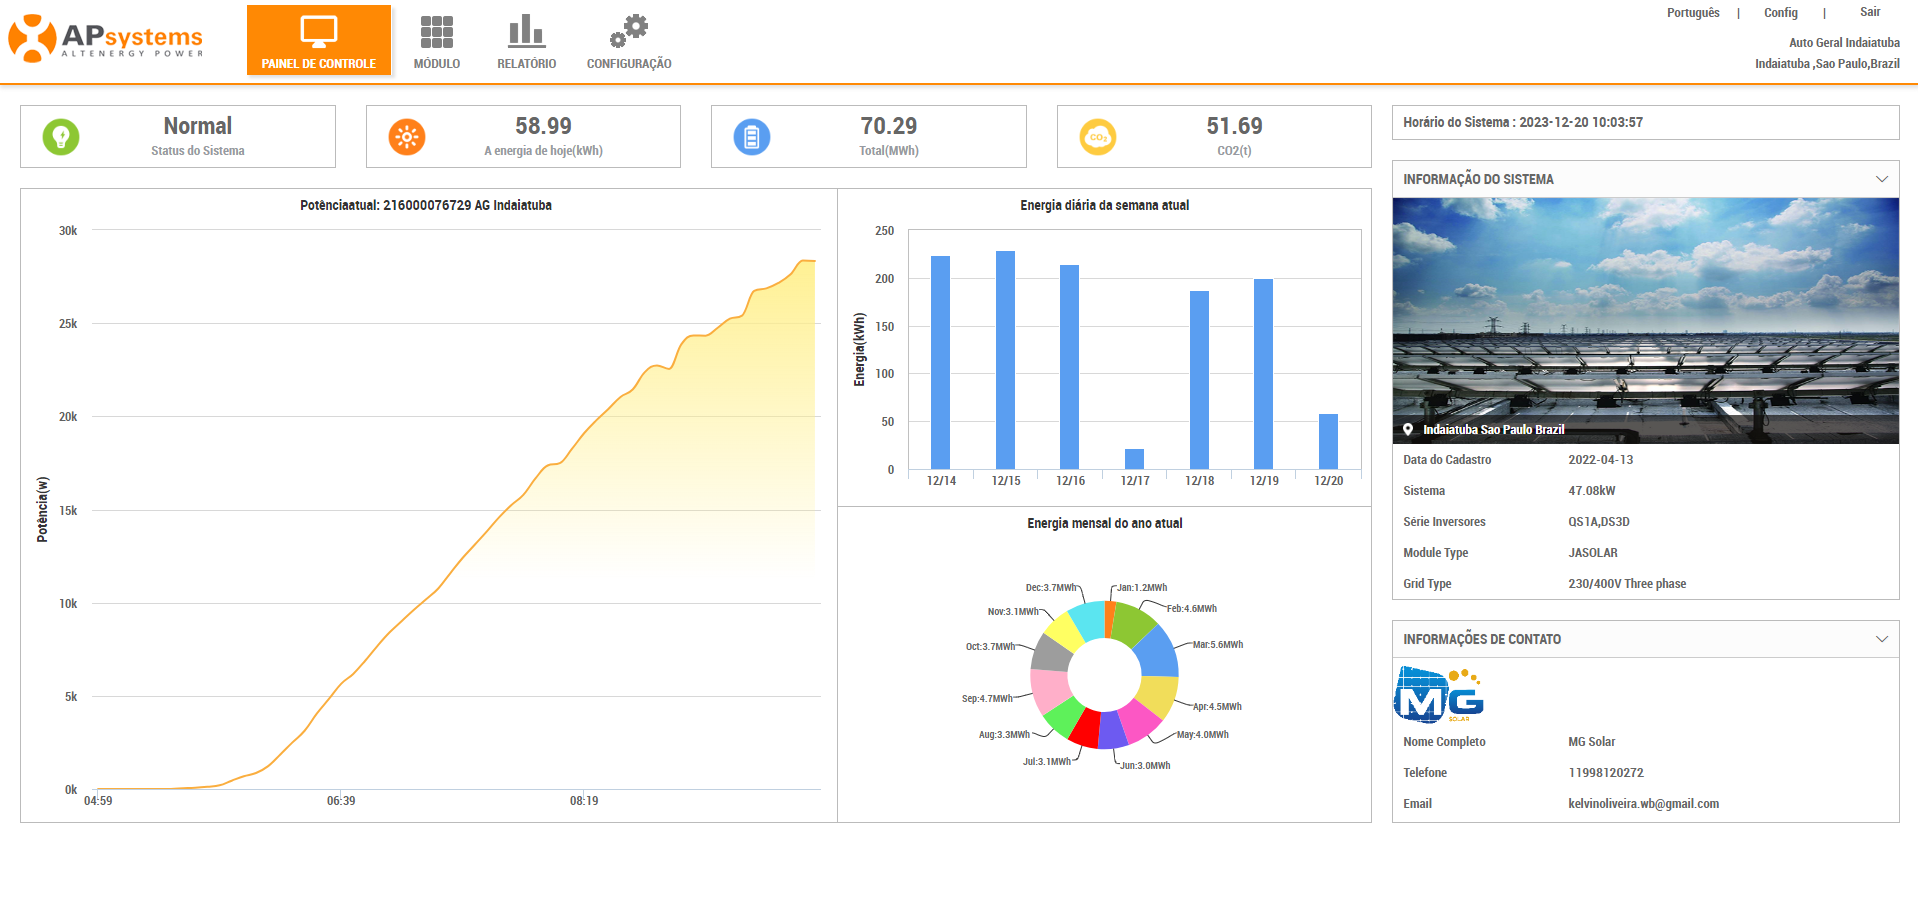 APsystems
ALTENERGY POWER
PAINEL DE CONTROLE
MÓDULO
RELATÓRIO
CONFIGURAÇÃO
Português | Config | Sair
Auto Geral Indaiatuba
Indaiatuba ,Sao Paulo,Brazil
Normal
Status do Sistema
58.99
A energia de hoje(kWh)
70.29
Total(MWh)
CO2
51.69
CO2(t)
Horário do Sistema : 2023-12-20 10:03:57
Potênciaatual: 216000076729 AG Indaiatuba
Potência(w)
30k
25k
20k
15k
10k
5k
0k
04:59
06:39
08:19
Energia diária da semana atual
Energia(kWh)
250
200
150
100
50
0
12/14
12/15
12/16
12/17
12/18
12/19
12/20
Energia mensal do ano atual
Jan:1.2MWh
Feb:4.6MWh
Mar:5.6MWh
Apr:4.5MWh
May:4.0MWh
Jun:3.0MWh
Jul:3.1MWh
Aug:3.3MWh
Sep:4.7MWh
Oct:3.7MWh
Nov:3.1MWh
Dec:3.7MWh
INFORMAÇÃO DO SISTEMA
Indaiatuba Sao Paulo Brazil
Data do Cadastro 2022-04-13
Sistema 47.08kW
Série Inversores QS1A,DS3D
Module Type JASOLAR
Grid Type 230/400V Three phase
INFORMAÇÕES DE CONTATO
MG
SOLAR
Nome Completo MG Solar
Telefone 11998120272
Email kelvinoliveira.wb@gmail.com